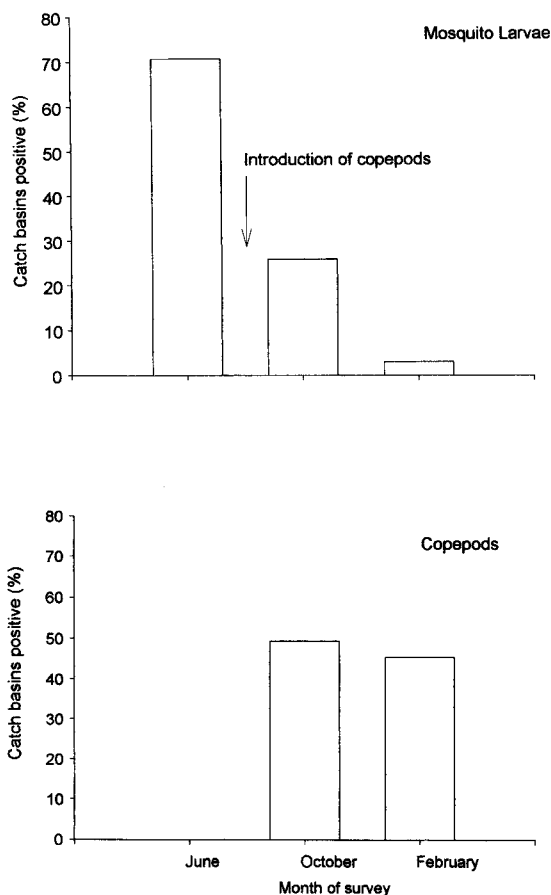 Mosquito Larvae
Catch basins positive (%)
80
70
60
50
40
30
20
10
0
Introduction of copepods
Copepods
Catch basins positive (%)
80
70
60
50
40
30
20
10
0
June October February
Month of survey